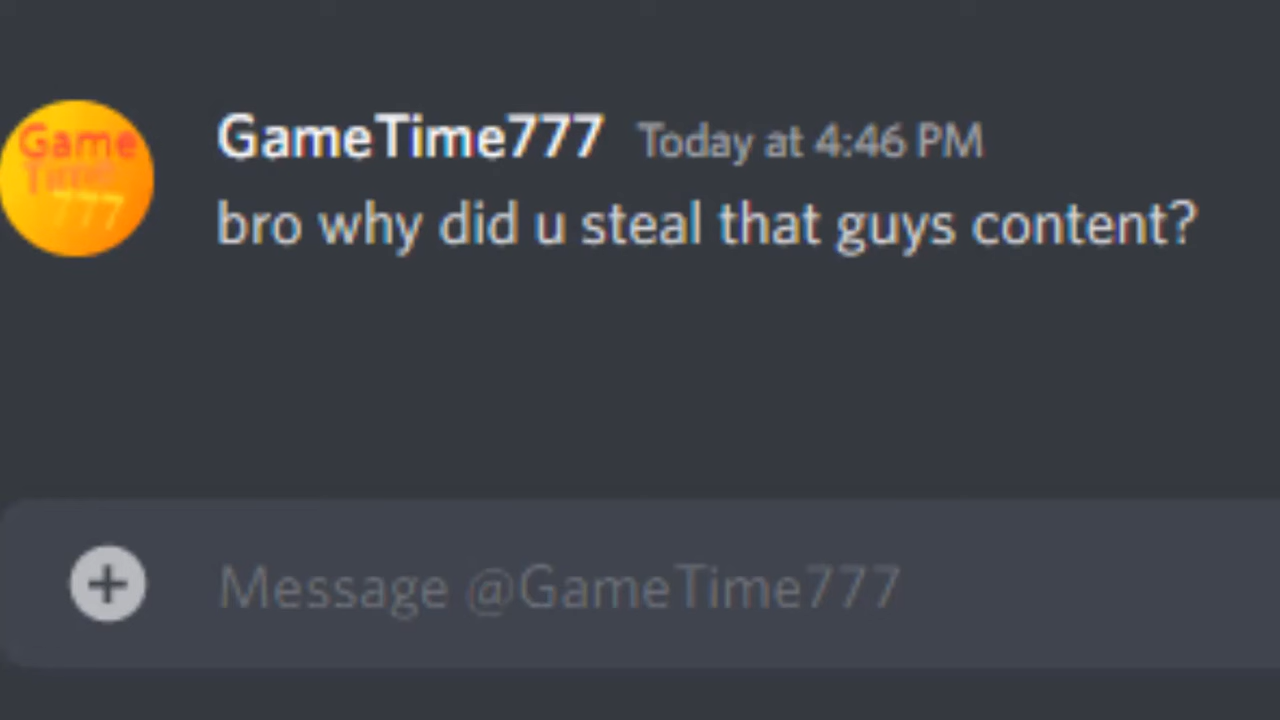 Game
Time
777
GameTime777 Today at 4:46 PM
bro why did u steal that guys content?
Message @GameTime777